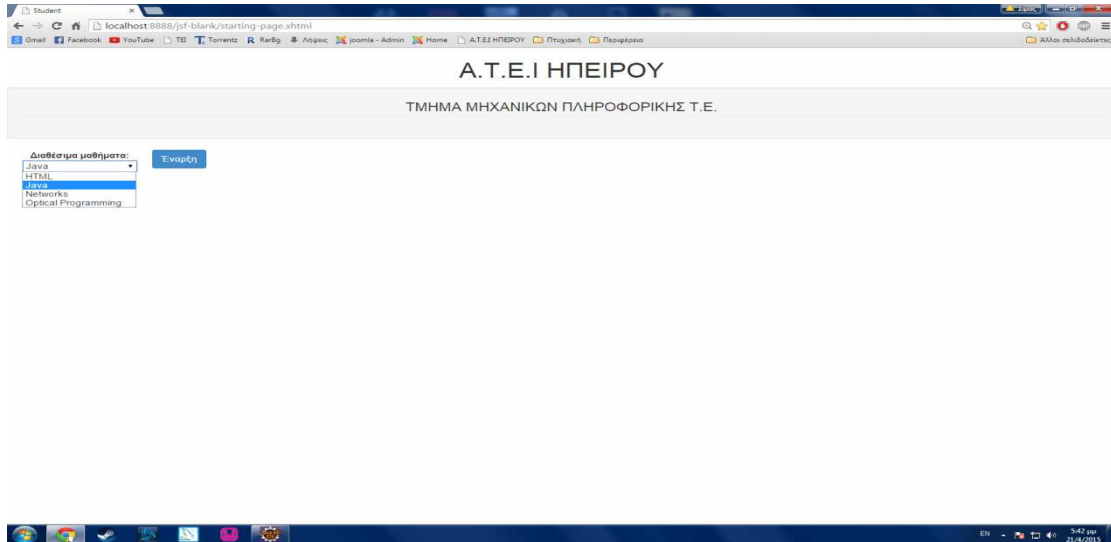 Student
localhost:8888/jsf-blank/starting-page.xhtml
Gmail Facebook YouTube TEI Torrentz RarBg Λήψεις joomla - Admin Home Α.Τ.Ε.Ι ΗΠΕΙΡΟΥ Πτυχιακή Περιφέρεια Άλλοι σελιδοδείκτες
Α.Τ.Ε.Ι ΗΠΕΙΡΟΥ
ΤΜΗΜΑ ΜΗΧΑΝΙΚΩΝ ΠΛΗΡΟΦΟΡΙΚΗΣ Τ.Ε.
Διαθέσιμα μαθήματα:
Java
Έναρξη
HTML
Java
Networks
Optical Programming
EN
5:42 μμ
21/4/2015